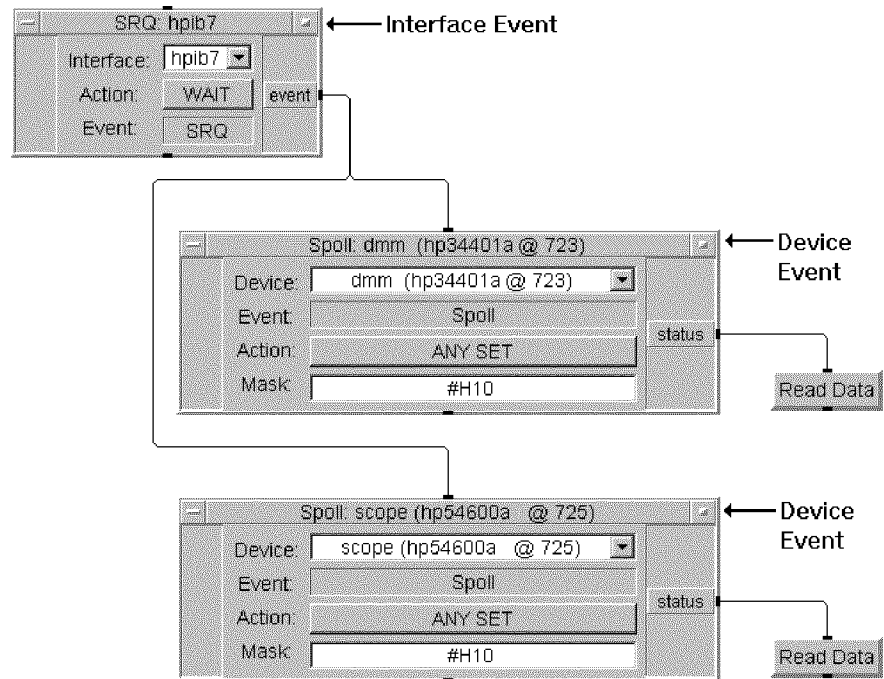 SRQ: hpib7
Interface Event
Interface: hpib7
Action: WAIT
event
Event: SRQ
Spoll: dmm (hp34401a @ 723)
Device Event
Device: dmm (hp34401a @ 723)
Event: Spoll
status
Action: ANY SET
Mask: #H10
Read Data
Spoll: scope (hp54600a @ 725)
Device Event
Device: scope (hp54600a @ 725)
Event: Spoll
status
Action: ANY SET
Mask: #H10
Read Data